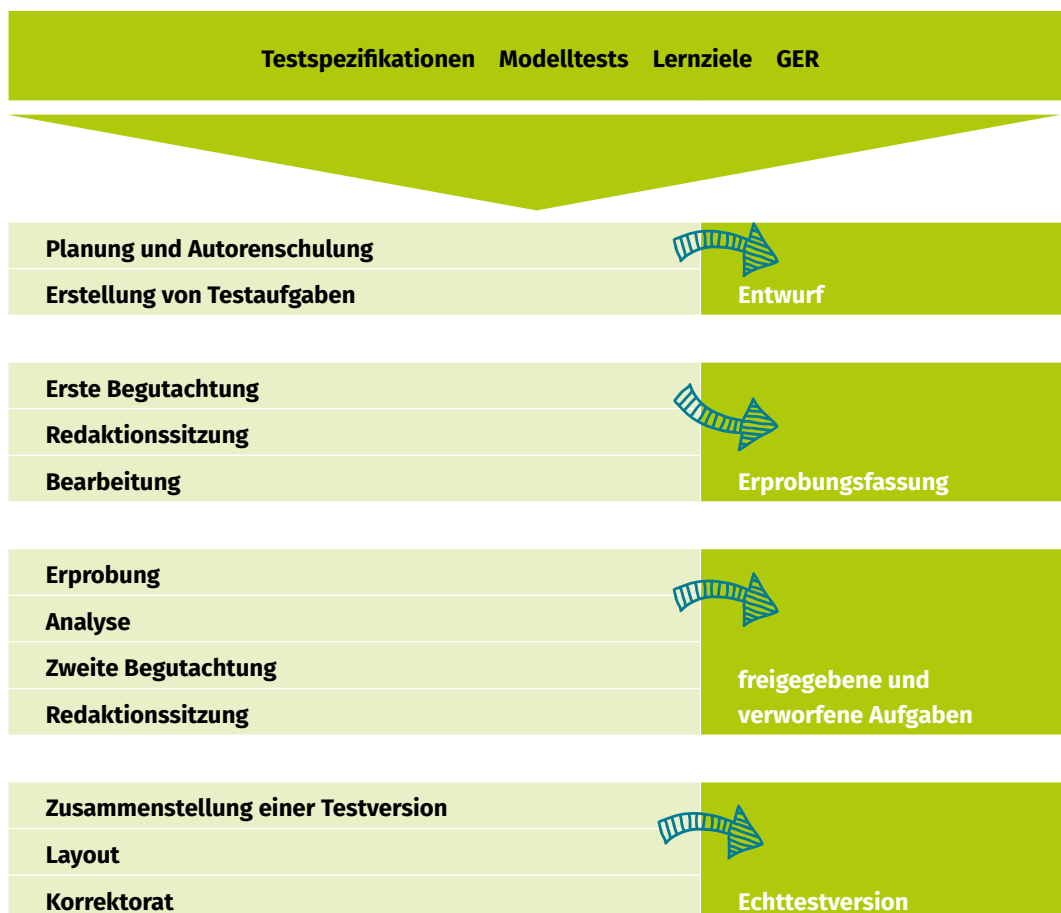 Testspezifikationen Modelltests Lernziele GER
Planung und Autorenschulung
Erstellung von Testaufgaben
Entwurf
Erste Begutachtung
Redaktionssitzung
Bearbeitung
Erprobungsfassung
Erprobung
Analyse
Zweite Begutachtung
Redaktionssitzung
freigegebene und
verworfene Aufgaben
Zusammenstellung einer Testversion
Layout
Korrektorat
Echttestversion